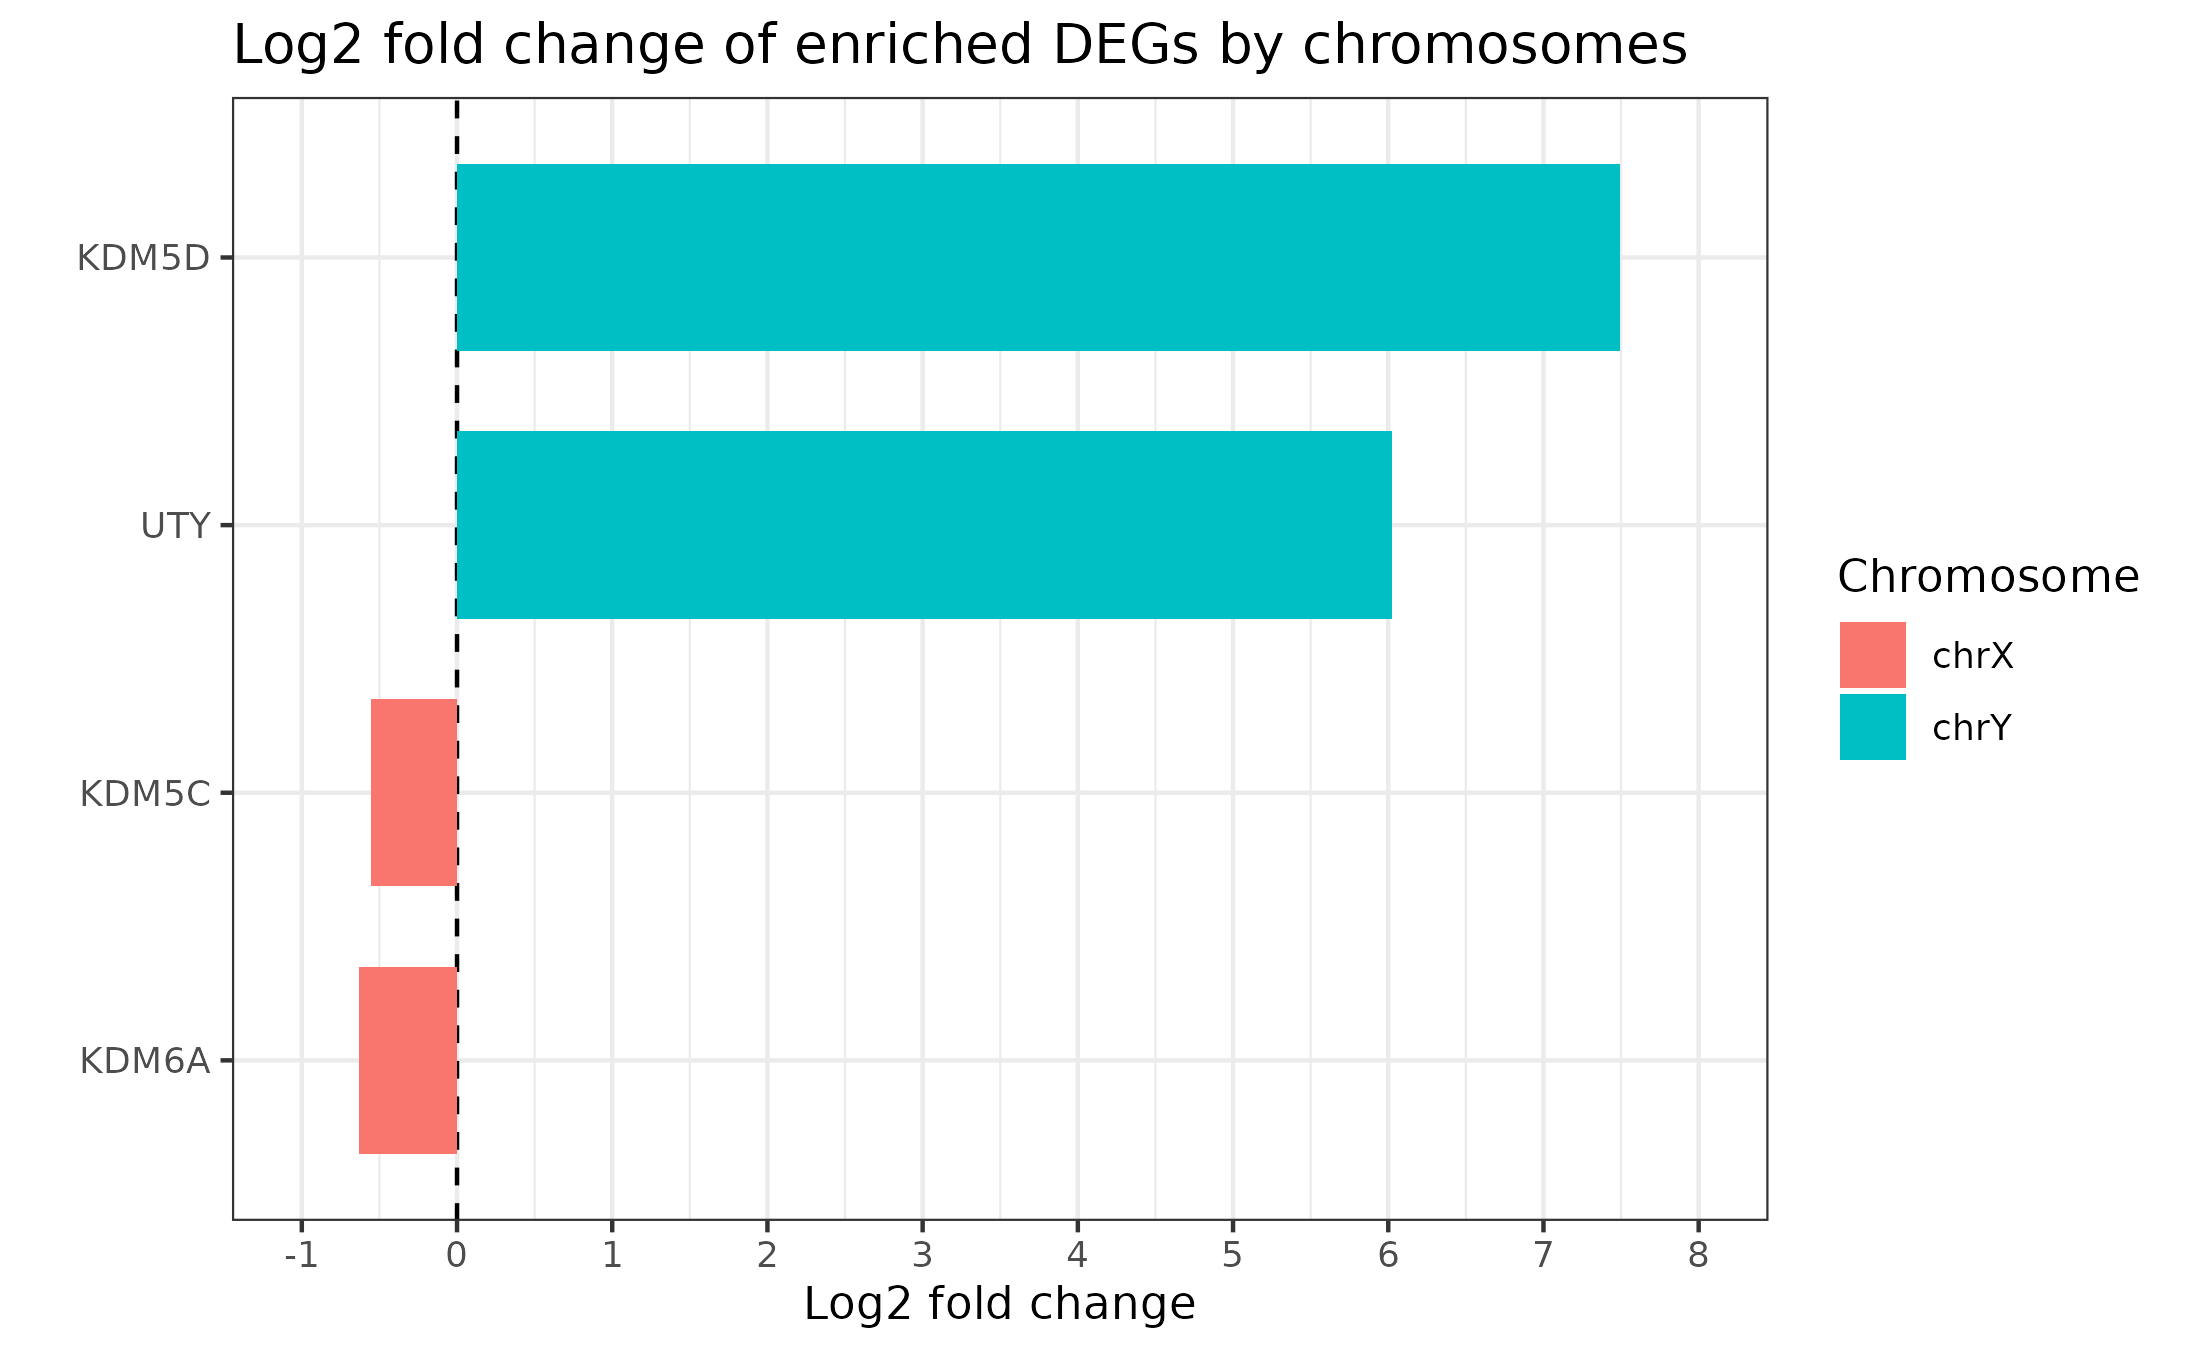 Log2 fold change of enriched DEGs by chromosomes
KDM5D
UTY
KDM5C
KDM6A
-1 0 1 2 3 4 5 6 7 8
Log2 fold change
Chromosome
chrX
chrY